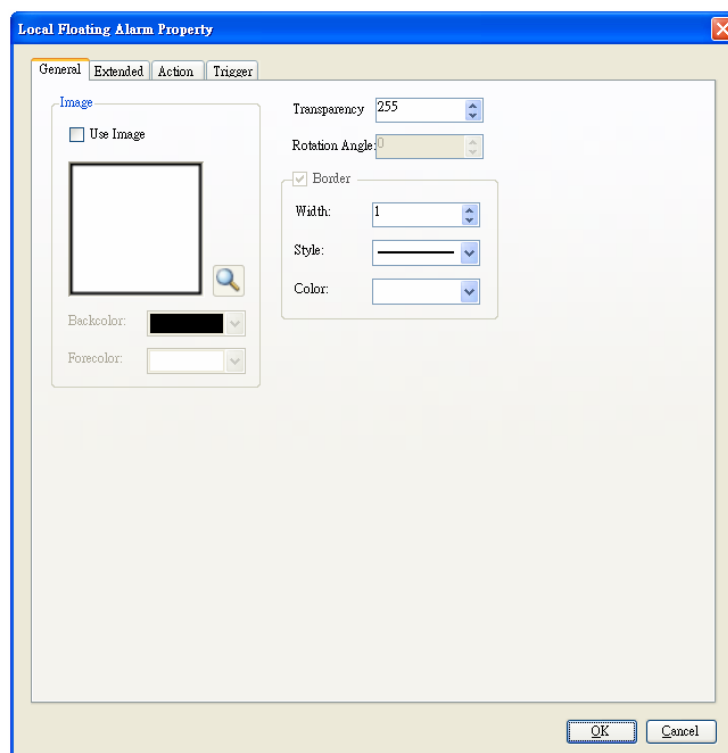 Local Floating Alarm Property
General Extended Action Trigger
Image
Use Image
Backcolor:
Forecolor:
Transparency 255
Rotation Angle: 0
Border
Width: 1
Style:
Color:
OK Cancel